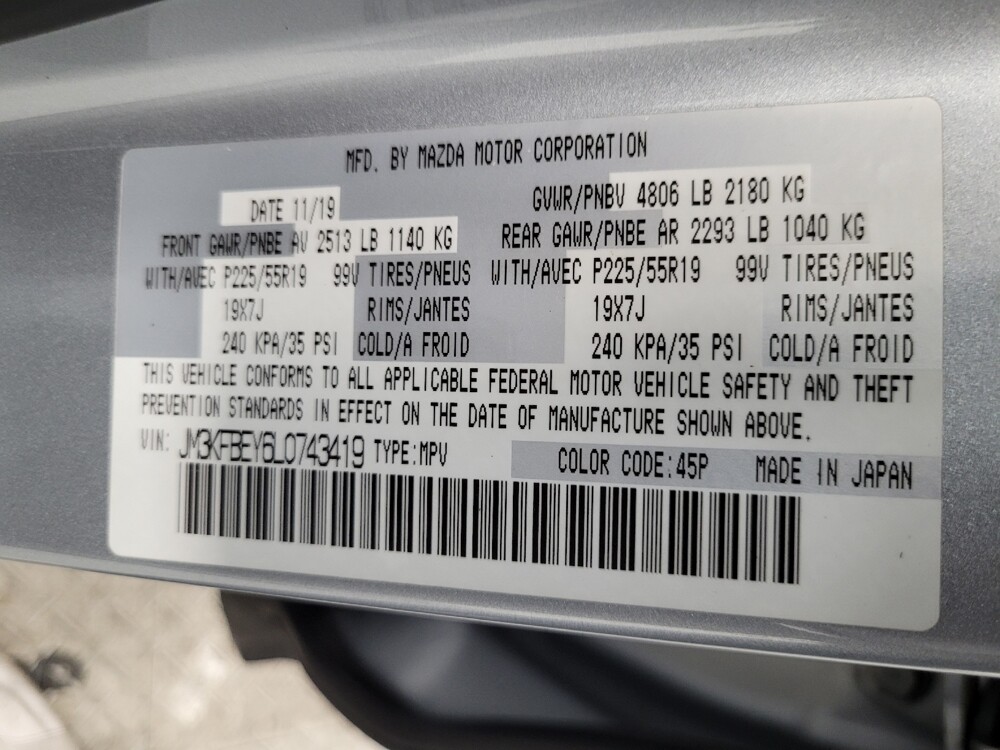 MFD. BY MAZDA MOTOR CORPORATION
DATE 11/19 GVWR/PNBV 4806 LB 2180 KG
FRONT GAWR/PNBE AV 2513 LB 1140 KG REAR GAWR/PNBE AR 2293 LB 1040 KG
WITH/AVEC P225/55R19 99V TIRES/PNEUS WITH/AVEC P225/55R19 99V TIRES/PNEUS
19X7J RIMS/JANTES 19X7J RIMS/JANTES
240 KPA/35 PSI COLD/A FROID 240 KPA/35 PSI COLD/A FROID
THIS VEHICLE CONFORMS TO ALL APPLICABLE FEDERAL MOTOR VEHICLE SAFETY AND THEFT
PREVENTION STANDARDS IN EFFECT ON THE DATE OF MANUFACTURE SHOWN ABOVE.
VIN: JM3KFBEY6L0743419 TYPE:MPV COLOR CODE:45P MADE IN JAPAN